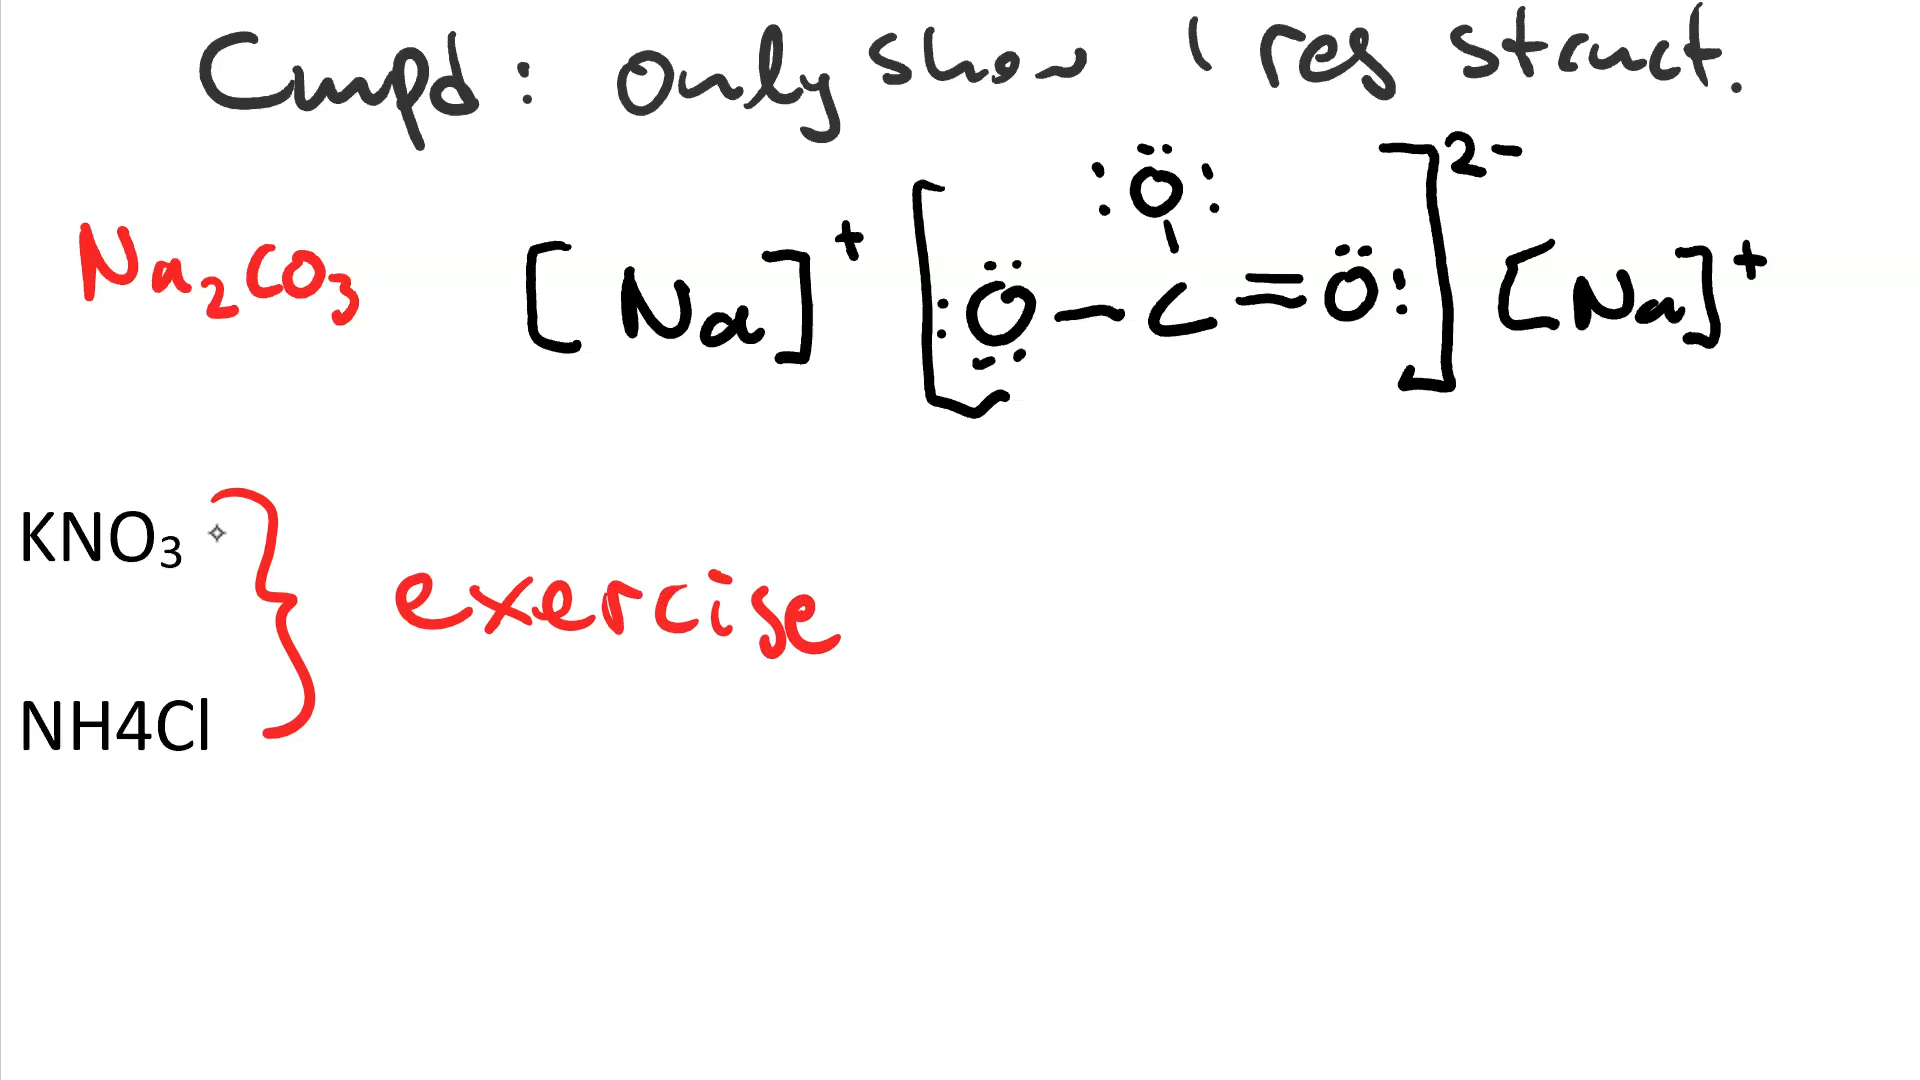 Cmpd: only show 1 res struct.
Na₂CO₃ [Na]⁺ [:Ö-C=Ö:]²⁻ [Na]⁺
:Ö:
KNO₃
exercise
NH4Cl